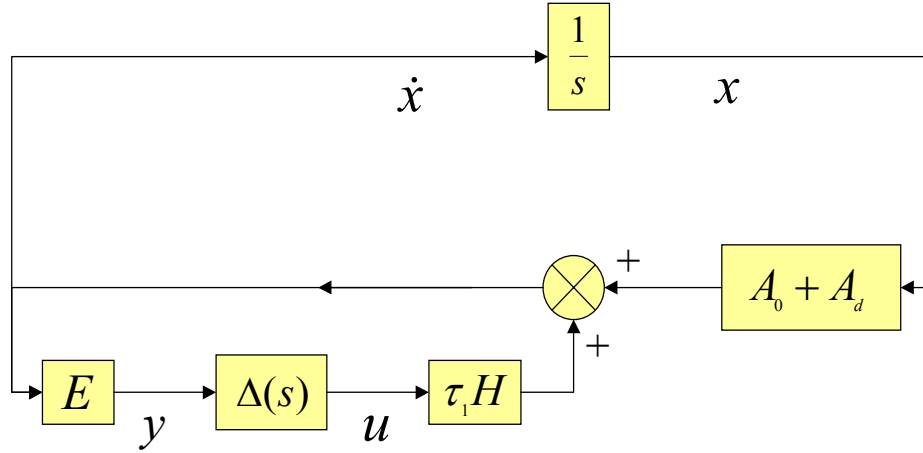 1/s
ẋ
x
+
A₀ + A_d
+
E
Δ(s)
τ₁H
y
u